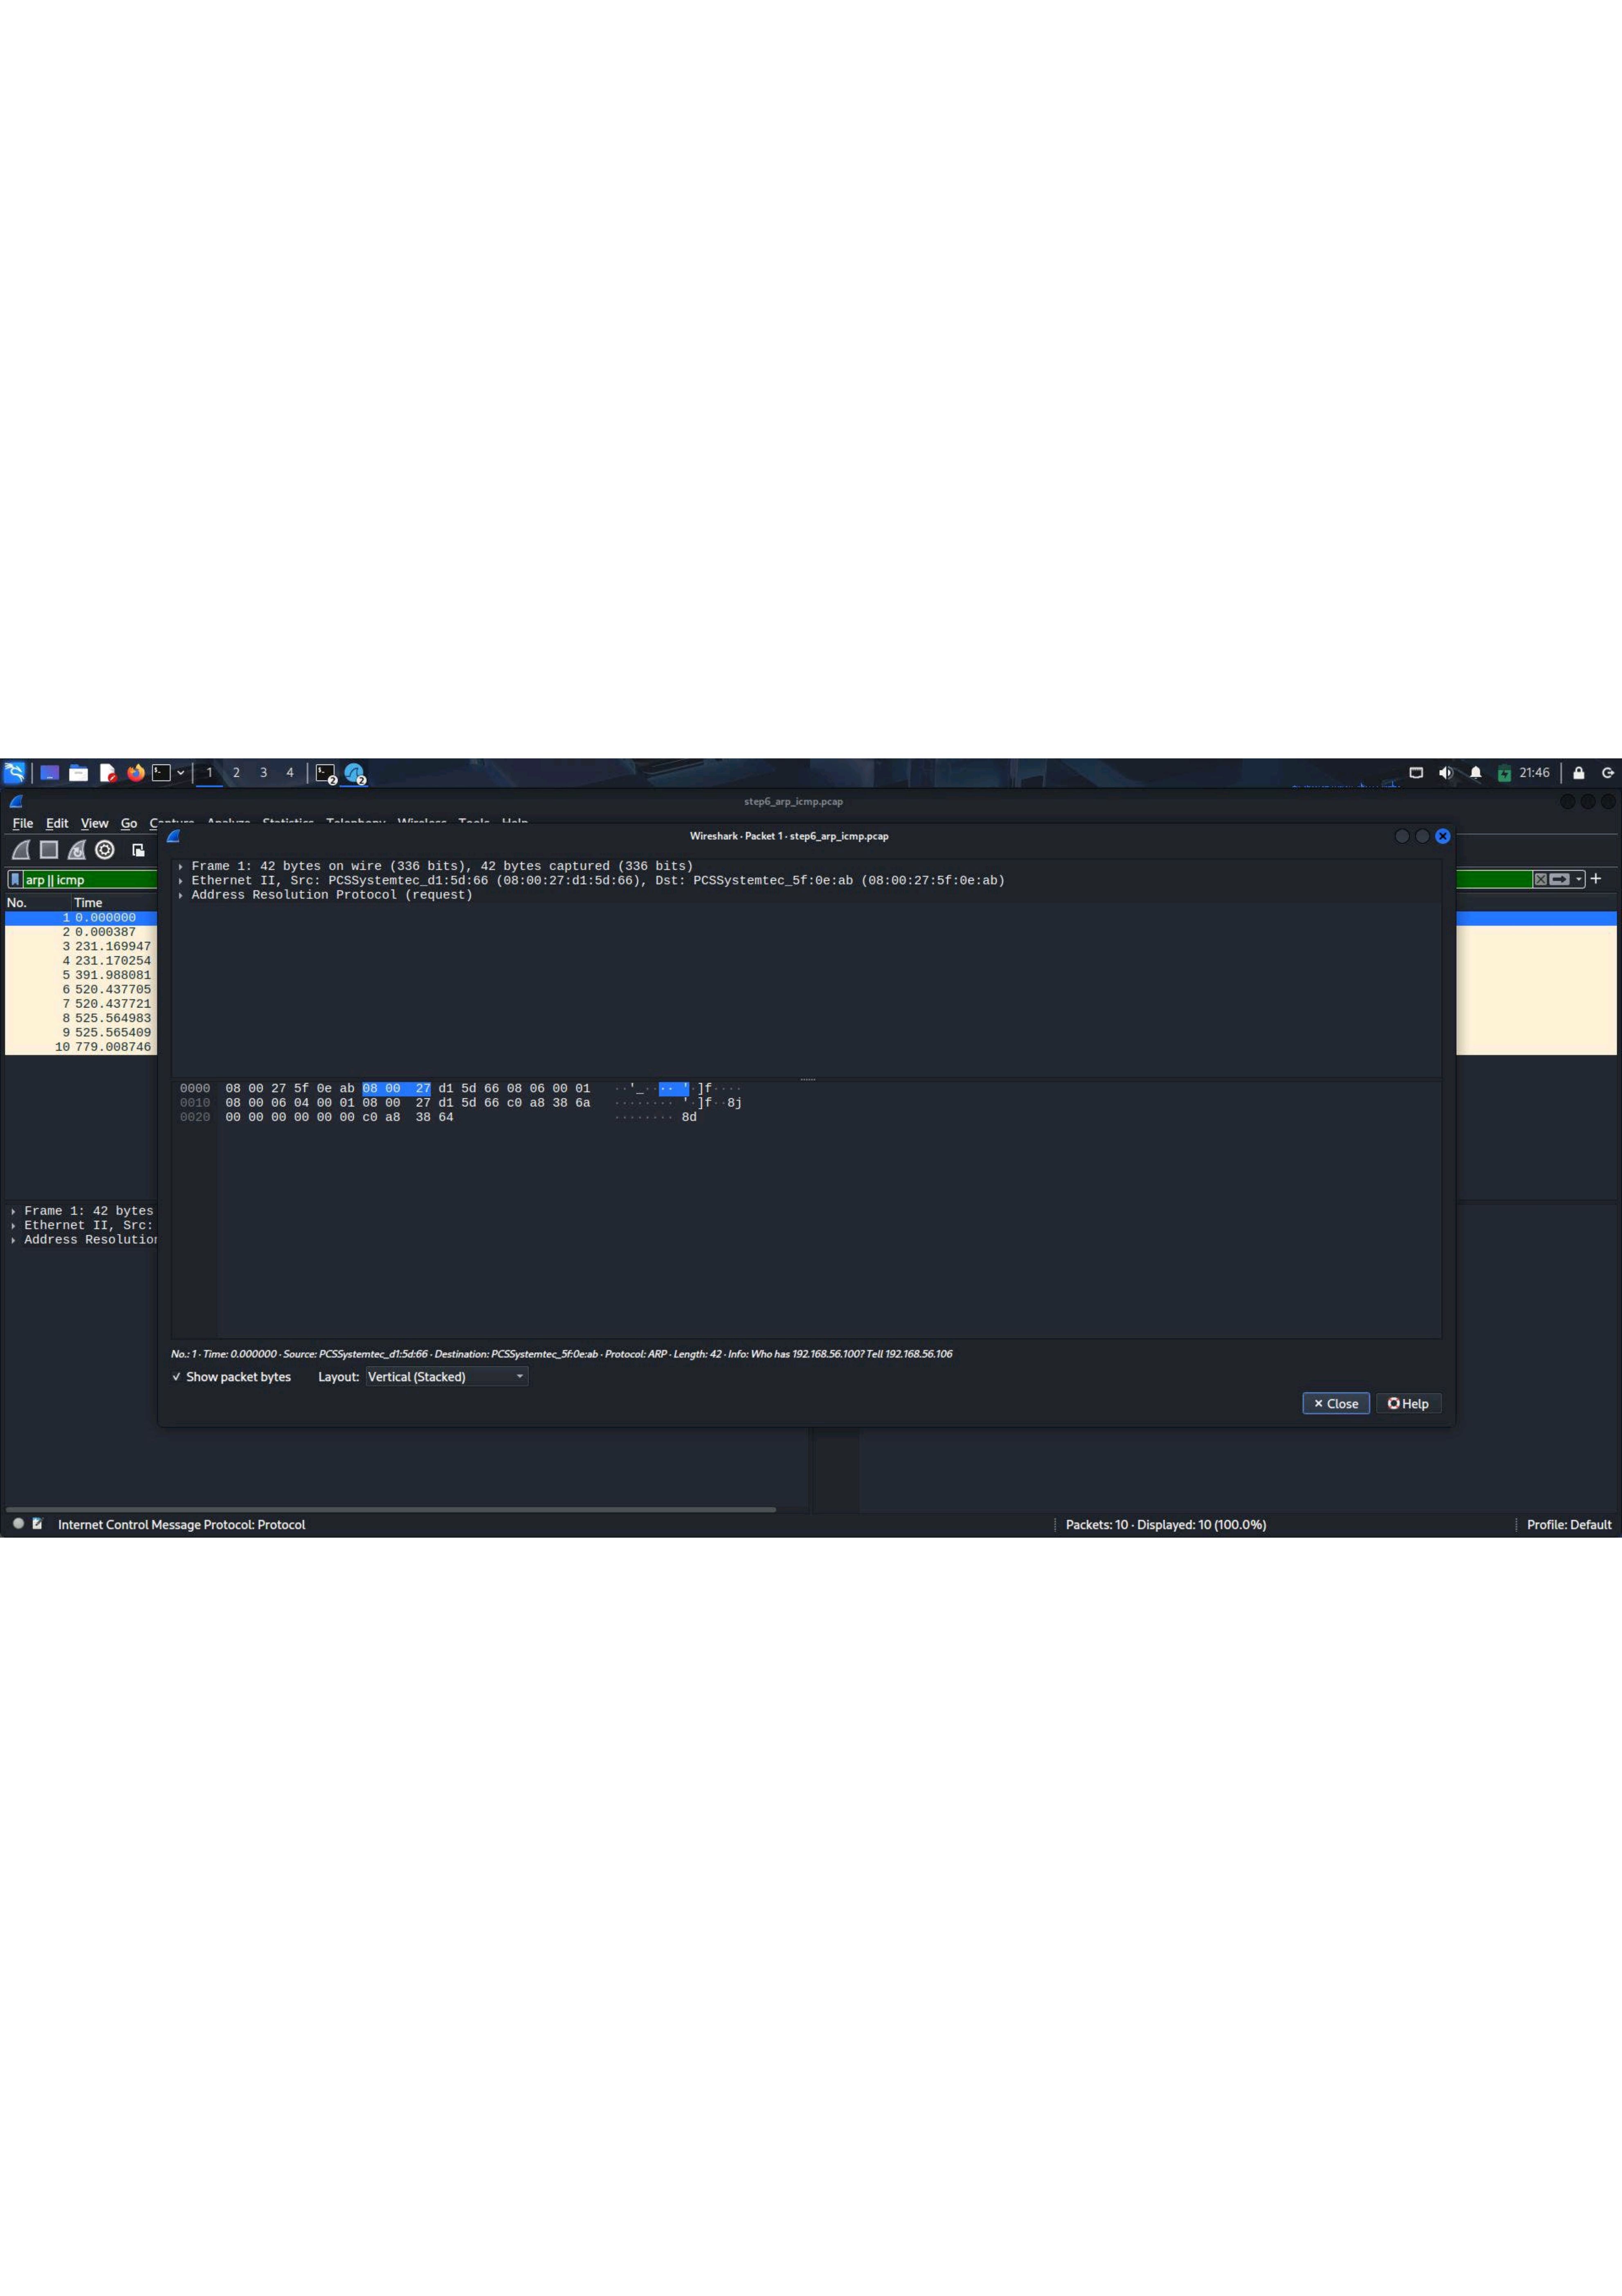 1 2 3 4 2 2 21:46
step6_arp_icmp.pcap
File Edit View Go Capture Analyze Statistics Telephony Wireless Tools Help
Wireshark · Packet 1 · step6_arp_icmp.pcap
arp || icmp
No. Time
1 0.000000
2 0.000387
3 231.169947
4 231.170254
5 391.988081
6 520.437705
7 520.437721
8 525.564983
9 525.565409
10 779.008746
Frame 1: 42 bytes on wire (336 bits), 42 bytes captured (336 bits)
Ethernet II, Src: PCSSystemtec_d1:5d:66 (08:00:27:d1:5d:66), Dst: PCSSystemtec_5f:0e:ab (08:00:27:5f:0e:ab)
Address Resolution Protocol (request)
0000 08 00 27 5f 0e ab 08 00 27 d1 5d 66 08 06 00 01 ··'_···· '·]f····
0010 08 00 06 04 00 01 08 00 27 d1 5d 66 c0 a8 38 6a ········ '·]f··8j
0020 00 00 00 00 00 00 c0 a8 38 64 ········ 8d
Frame 1: 42 bytes
Ethernet II, Src:
Address Resolution
No.: 1 · Time: 0.000000 · Source: PCSSystemtec_d1:5d:66 · Destination: PCSSystemtec_5f:0e:ab · Protocol: ARP · Length: 42 · Info: Who has 192.168.56.100? Tell 192.168.56.106
Show packet bytes Layout: Vertical (Stacked)
Close Help
Internet Control Message Protocol: Protocol Packets: 10 · Displayed: 10 (100.0%) Profile: Default